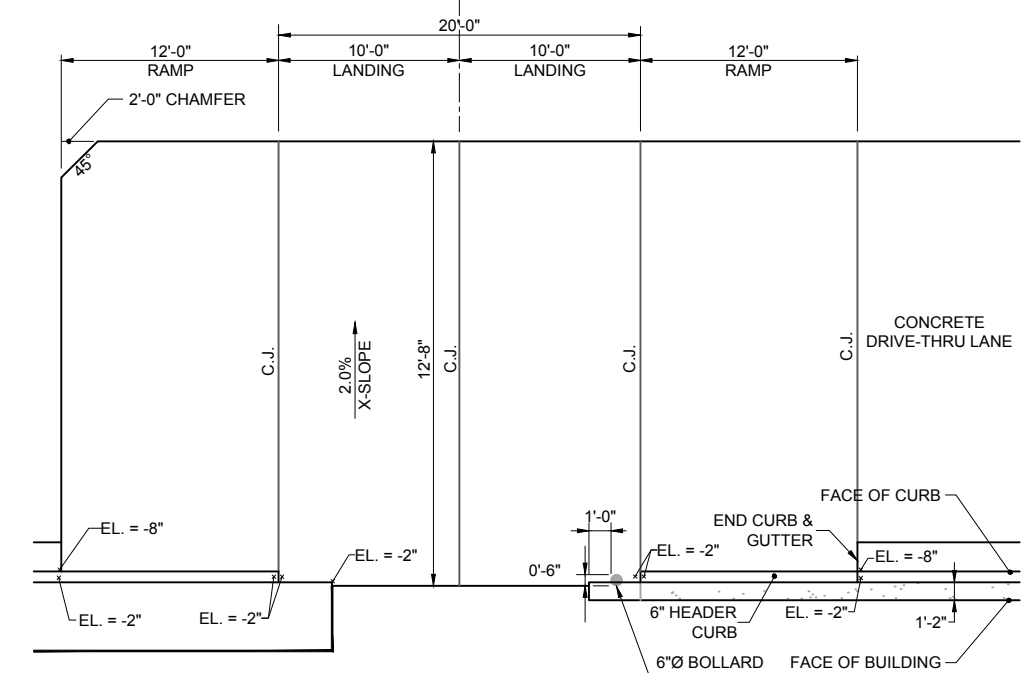 20'-0"
12'-0"
RAMP
10'-0"
LANDING
10'-0"
LANDING
12'-0"
RAMP
2'-0" CHAMFER
45°
C.J.
2.0%
X-SLOPE
12'-8"
C.J.
C.J.
C.J.
CONCRETE
DRIVE-THRU LANE
FACE OF CURB
END CURB &
GUTTER
1'-0"
EL. = -8"
EL. = -2"
EL. = -2"
EL. = -8"
0'-6"
EL. = -2"
EL. = -2"
6" HEADER
CURB
EL. = -2"
1'-2"
6"Ø BOLLARD
FACE OF BUILDING